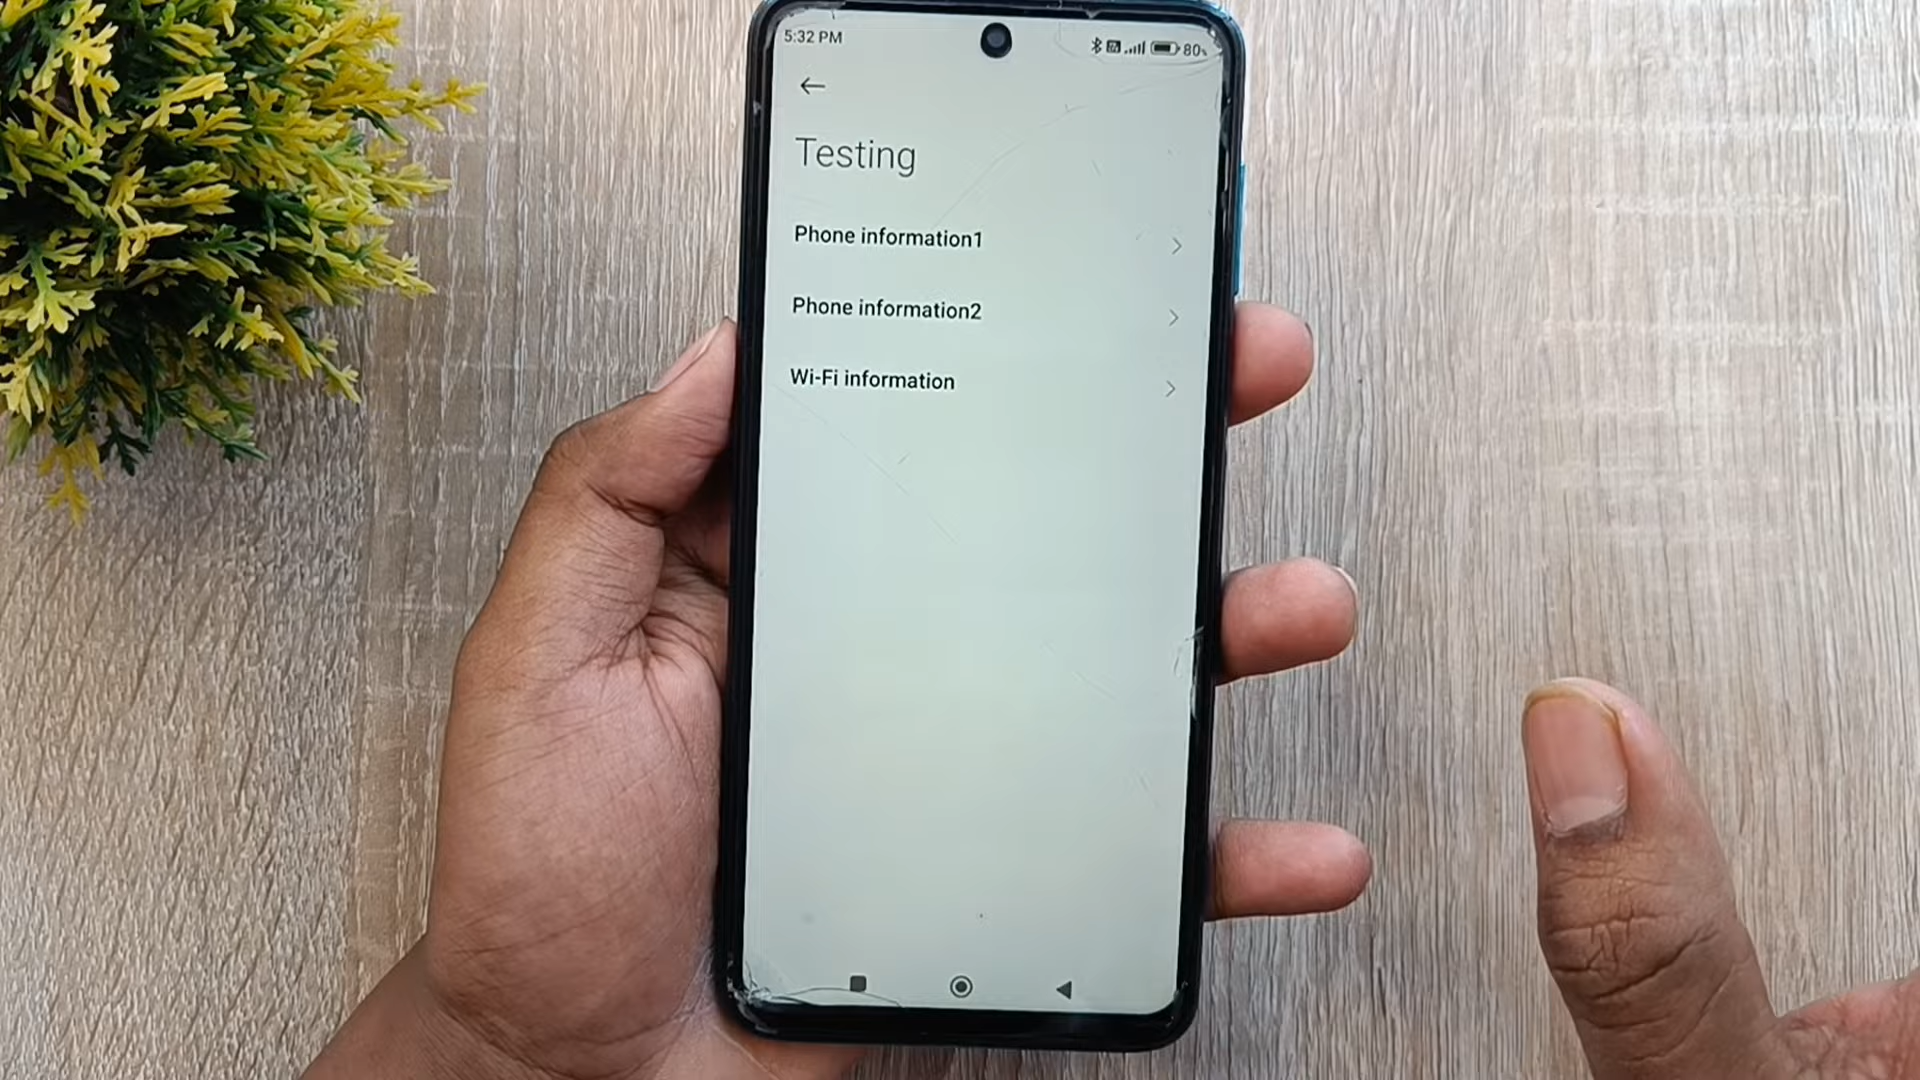 5:32 PM
80%
Testing
Phone information1
Phone information2
Wi-Fi information